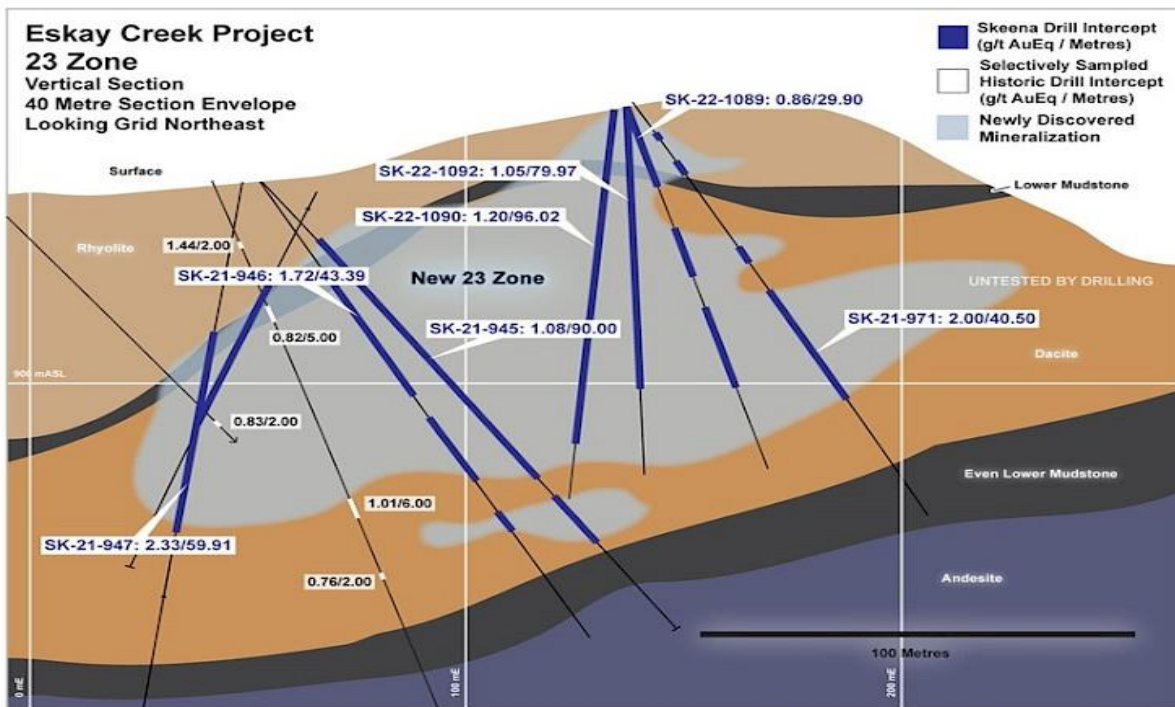 Eskay Creek Project
23 Zone
Vertical Section
40 Metre Section Envelope
Looking Grid Northeast
Skeena Drill Intercept
(g/t AuEq / Metres)
Selectively Sampled
Historic Drill Intercept
(g/t AuEq / Metres)
Newly Discovered
Mineralization
SK-22-1089: 0.86/29.90
Surface
SK-22-1092: 1.05/79.97
Lower Mudstone
SK-22-1090: 1.20/96.02
Rhyolite
1.44/2.00
SK-21-946: 1.72/43.39
New 23 Zone
UNTESTED BY DRILLING
SK-21-945: 1.08/90.00
SK-21-971: 2.00/40.50
0.82/5.00
Dacite
900 mASL
0.83/2.00
Even Lower Mudstone
1.01/6.00
SK-21-947: 2.33/59.91
0.76/2.00
Andesite
100 Metres
0 mE
100 mE
200 mE